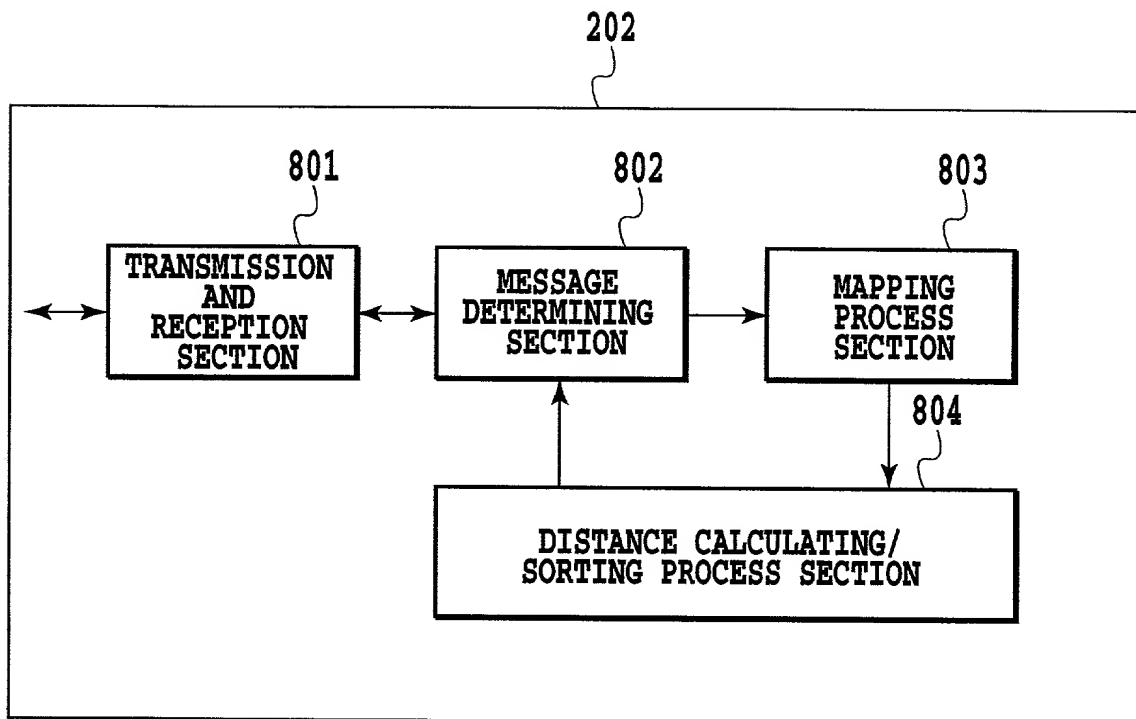 202
801
802
803
TRANSMISSION
AND
RECEPTION
SECTION
MESSAGE
DETERMINING
SECTION
MAPPING
PROCESS
SECTION
804
DISTANCE CALCULATING/
SORTING PROCESS SECTION